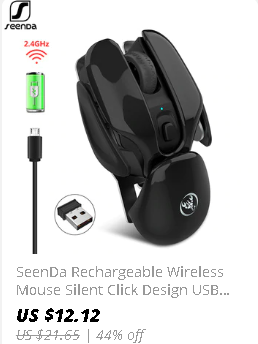 SeenDa
2.4GHz
SeenDa Rechargeable Wireless
Mouse Silent Click Design USB...
US $12.12
US $21.65 | 44% off